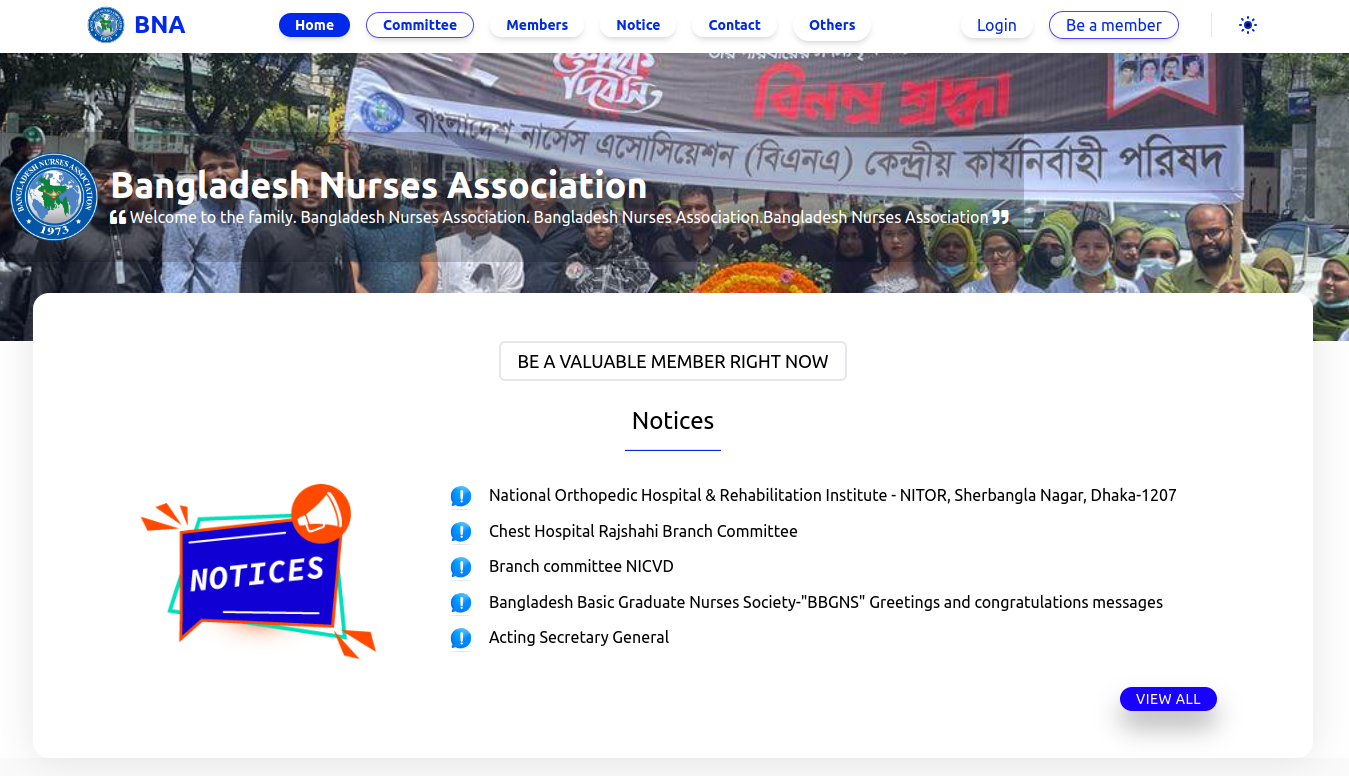 BNA
Home Committee Members Notice Contact Others
Login Be a member
দিবস
বিনম্র শ্রদ্ধা
বাংলাদেশ নার্সেস এসোসিয়েশন (বিএনএ) কেন্দ্রীয় কার্যনির্বাহী পরিষদ
BANGLADESH NURSES ASSOCIATION
1973
Bangladesh Nurses Association
❝ Welcome to the family. Bangladesh Nurses Association. Bangladesh Nurses Association.Bangladesh Nurses Association ❞
BE A VALUABLE MEMBER RIGHT NOW
Notices
NOTICES
National Orthopedic Hospital & Rehabilitation Institute - NITOR, Sherbangla Nagar, Dhaka-1207
Chest Hospital Rajshahi Branch Committee
Branch committee NICVD
Bangladesh Basic Graduate Nurses Society-"BBGNS" Greetings and congratulations messages
Acting Secretary General
VIEW ALL